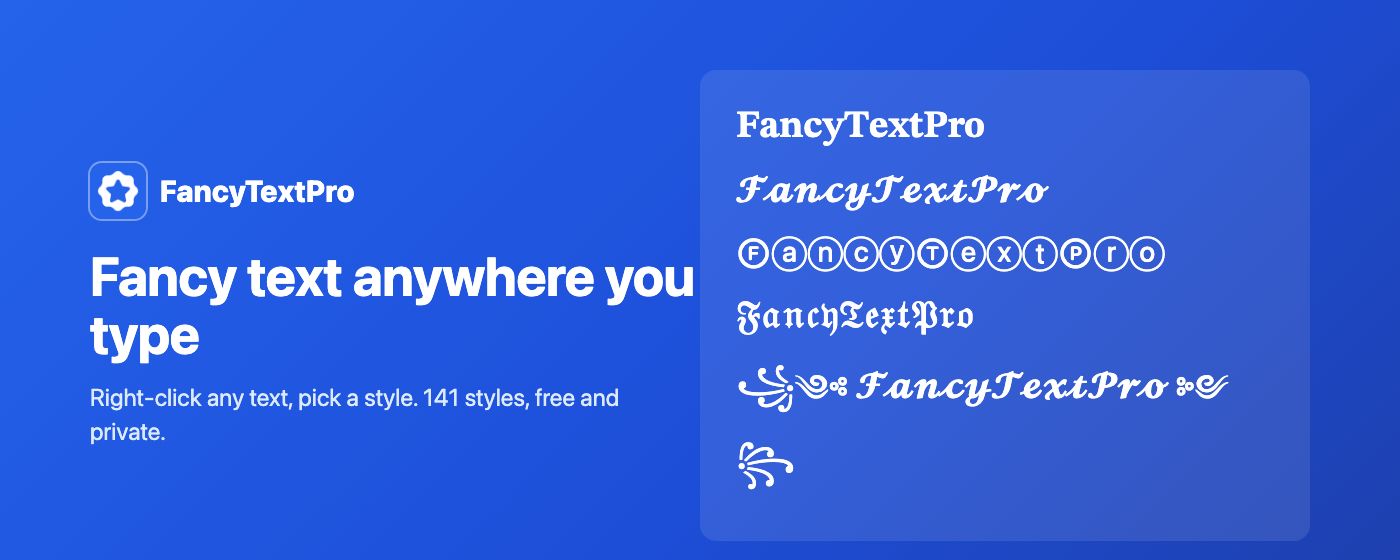 FancyTextPro
Fancy text anywhere you
type
Right-click any text, pick a style. 141 styles, free and
private.
𝐅𝐚𝐧𝐜𝐲𝐓𝐞𝐱𝐭𝐏𝐫𝐨
𝓕𝓪𝓷𝓬𝔂𝓣𝓮𝔁𝓽𝓟𝓻𝓸
Ⓕⓐⓝⓒⓨⓣⓔⓧⓣⓟⓡⓞ
𝕱𝖆𝖓𝖈𝖞𝕿𝖊𝖝𝖙𝕻𝖗𝖔
꧁༺ 𝓕𝓪𝓷𝓬𝔂𝓣𝓮𝔁𝓽𝓟𝓻𝓸 ༻
꧂